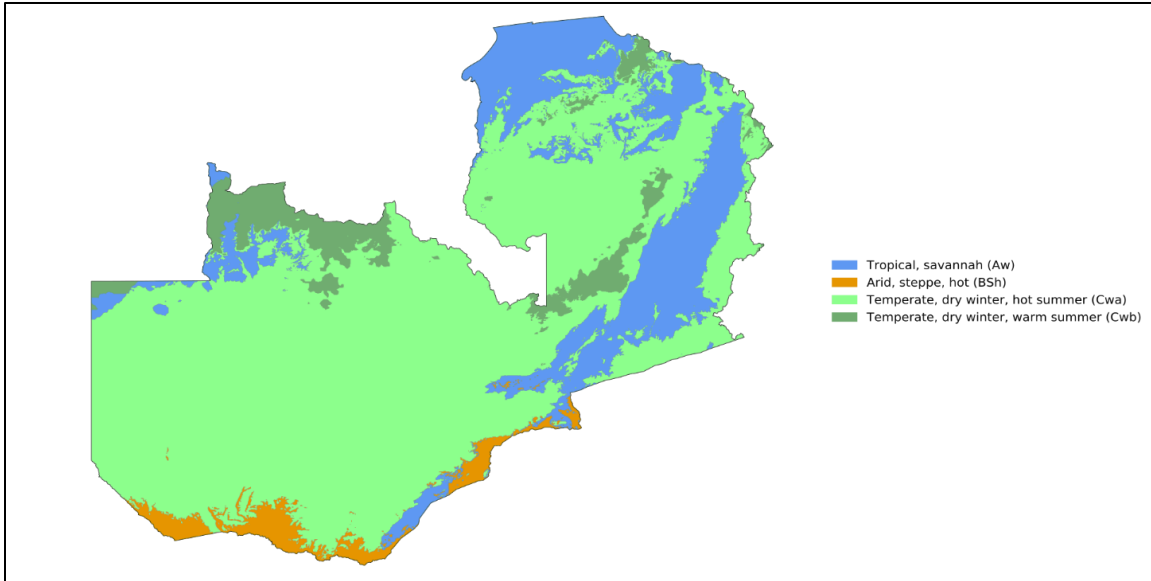 Tropical, savannah (Aw)
Arid, steppe, hot (BSh)
Temperate, dry winter, hot summer (Cwa)
Temperate, dry winter, warm summer (Cwb)